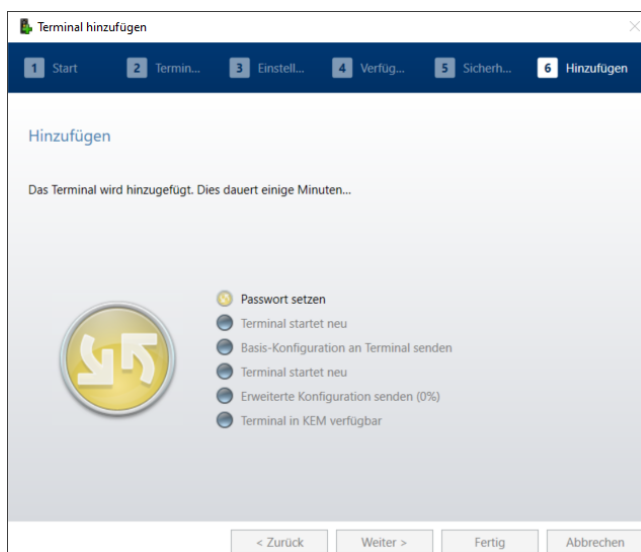 Terminal hinzufügen
1 Start 2 Termin... 3 Einstell... 4 Verfüg... 5 Sicherh... 6 Hinzufügen
Hinzufügen
Das Terminal wird hinzugefügt. Dies dauert einige Minuten...
Passwort setzen
Terminal startet neu
Basis-Konfiguration an Terminal senden
Terminal startet neu
Erweiterte Konfiguration senden (0%)
Terminal in KEM verfügbar
< Zurück Weiter > Fertig Abbrechen